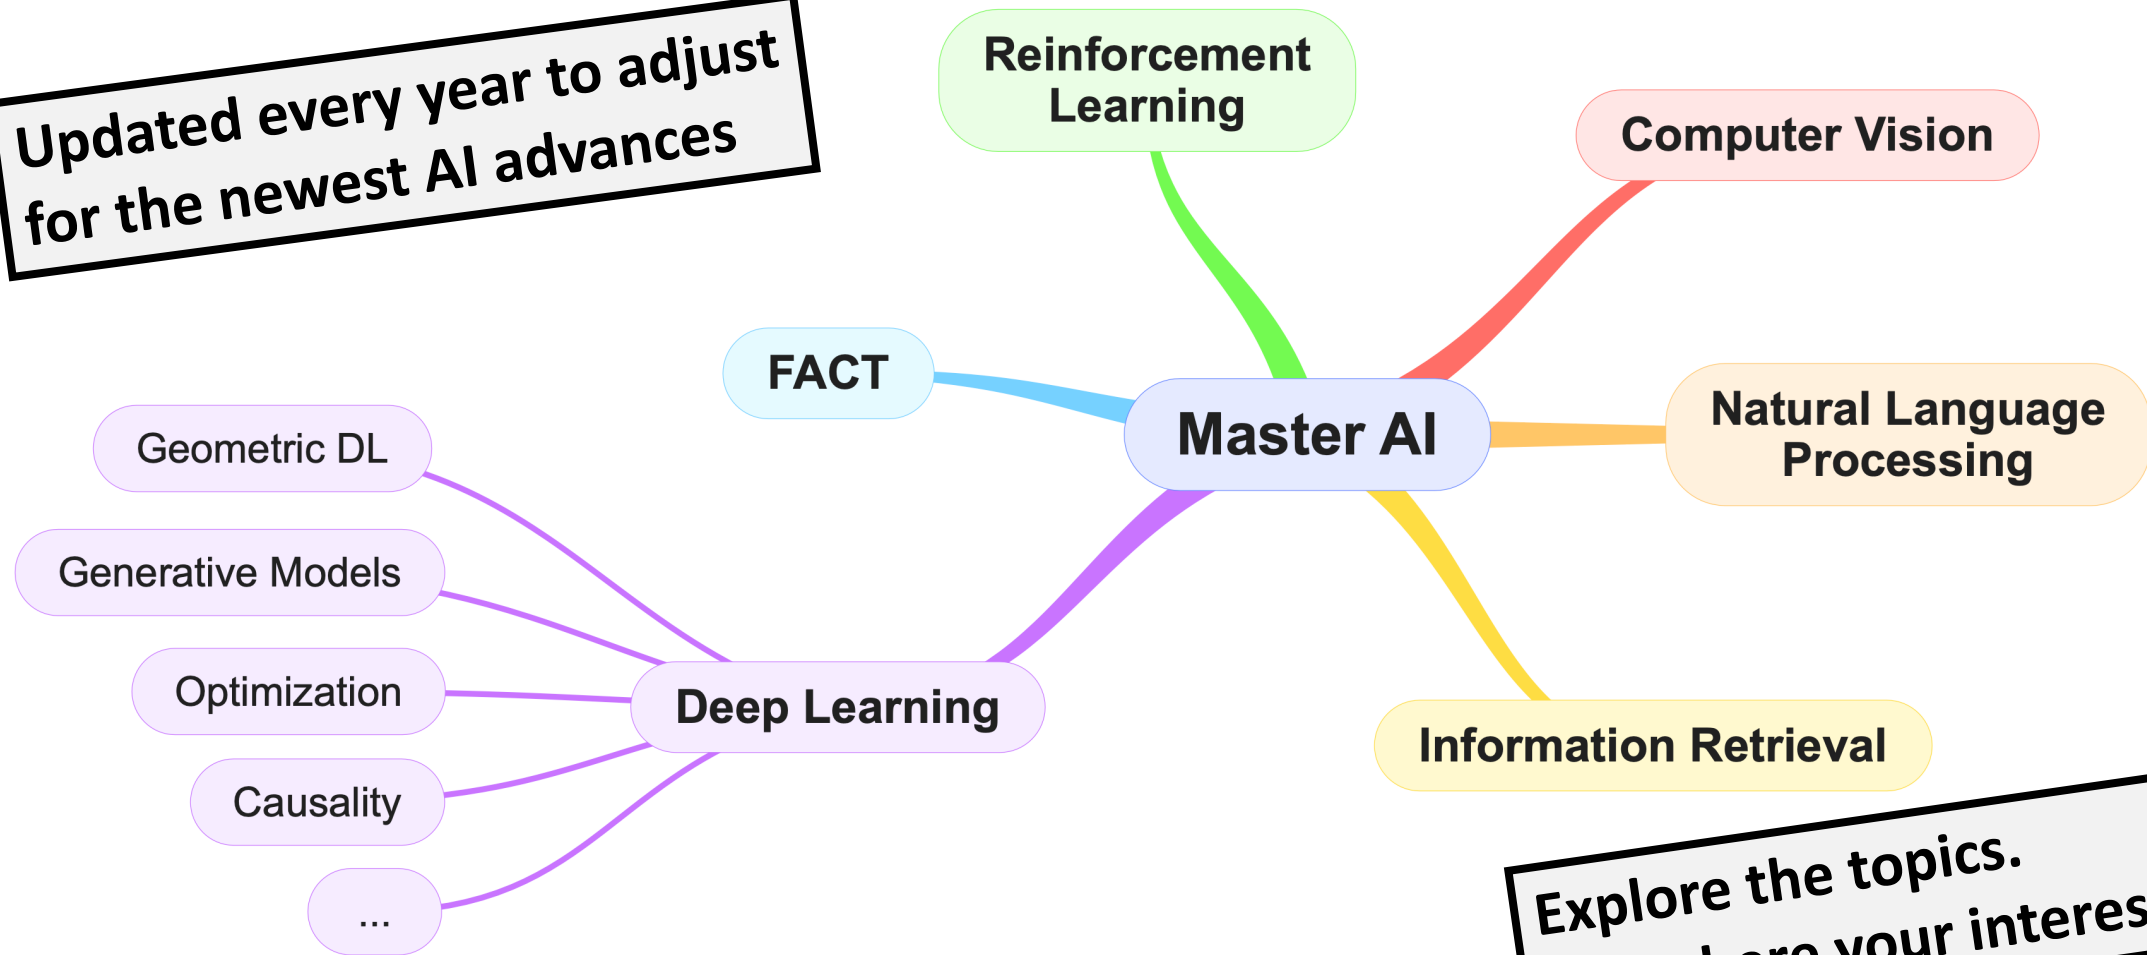 Updated every year to adjust
for the newest AI advances
Reinforcement
Learning
Computer Vision
FACT
Master AI
Natural Language
Processing
Geometric DL
Generative Models
Optimization
Deep Learning
Causality
...
Information Retrieval
Explore the topics.
your